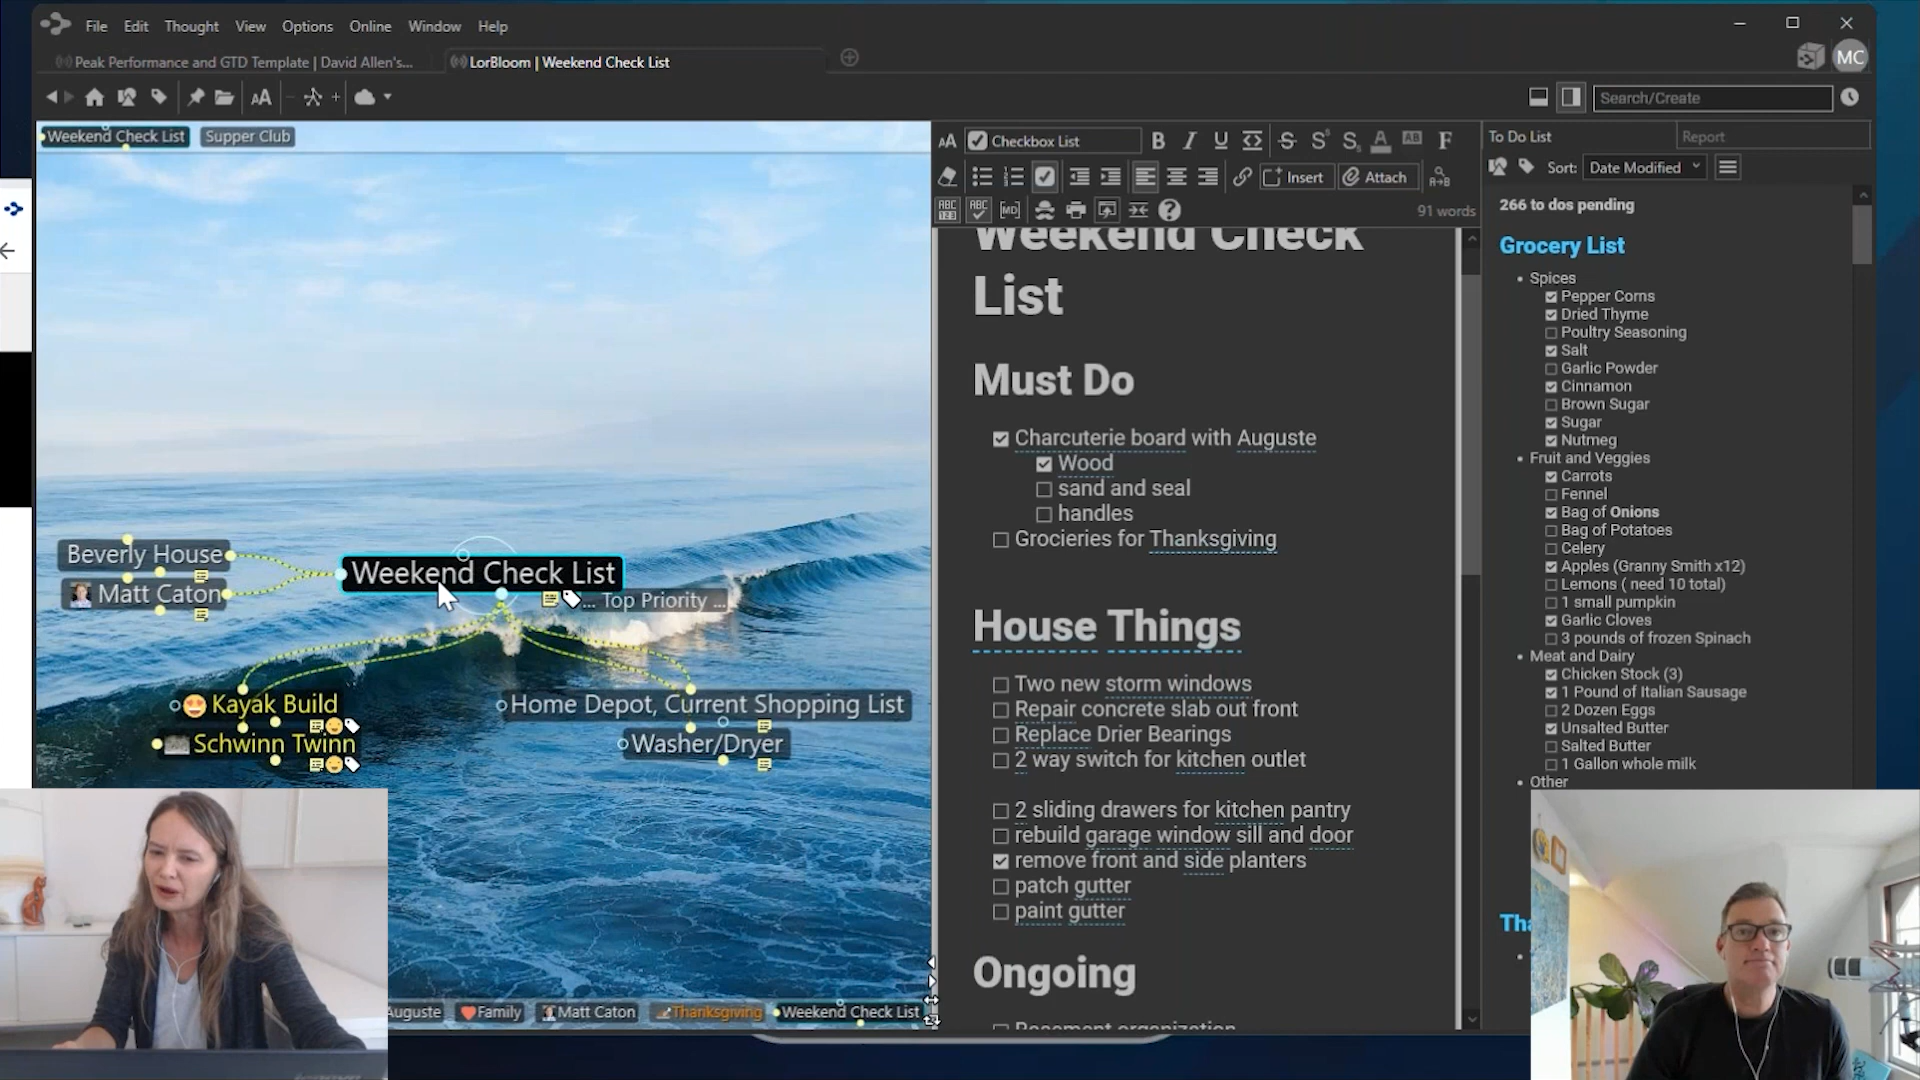 File Edit Thought View Options Online Window Help
Peak Performance and GTD Template | David Allen's...
LorBloom | Weekend Check List
MC
AA
Search/Create
Weekend Check List
Supper Club
Beverly House
Matt Caton
Weekend Check List
... Top Priority ...
Kayak Build
Schwinn Twinn
Home Depot, Current Shopping List
Washer/Dryer
Auguste
Family
Matt Caton
Thanksgiving
Weekend Check List
AA
Checkbox List
Insert
Attach
91 words
Weekend Check
List
Must Do
Charcuterie board with Auguste
Wood
sand and seal
handles
Grocieries for Thanksgiving
House Things
Two new storm windows
Repair concrete slab out front
Replace Drier Bearings
2 way switch for kitchen outlet
2 sliding drawers for kitchen pantry
rebuild garage window sill and door
remove front and side planters
patch gutter
paint gutter
Ongoing
Basement organization
To Do List
Report
Sort: Date Modified
266 to dos pending
Grocery List
Spices
Pepper Corns
Dried Thyme
Poultry Seasoning
Salt
Garlic Powder
Cinnamon
Brown Sugar
Sugar
Nutmeg
Fruit and Veggies
Carrots
Fennel
Bag of Onions
Bag of Potatoes
Celery
Apples (Granny Smith x12)
Lemons ( need 10 total)
1 small pumpkin
Garlic Cloves
3 pounds of frozen Spinach
Meat and Dairy
Chicken Stock (3)
1 Pound of Italian Sausage
2 Dozen Eggs
Unsalted Butter
Salted Butter
1 Gallon whole milk
Other